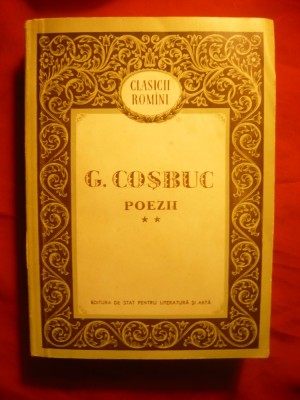 CLASICII
ROMÎNI
G. COŞBUC
POEZII
★ ★
EDITURA DE STAT PENTRU LITERATURĂ ŞI ARTĂ